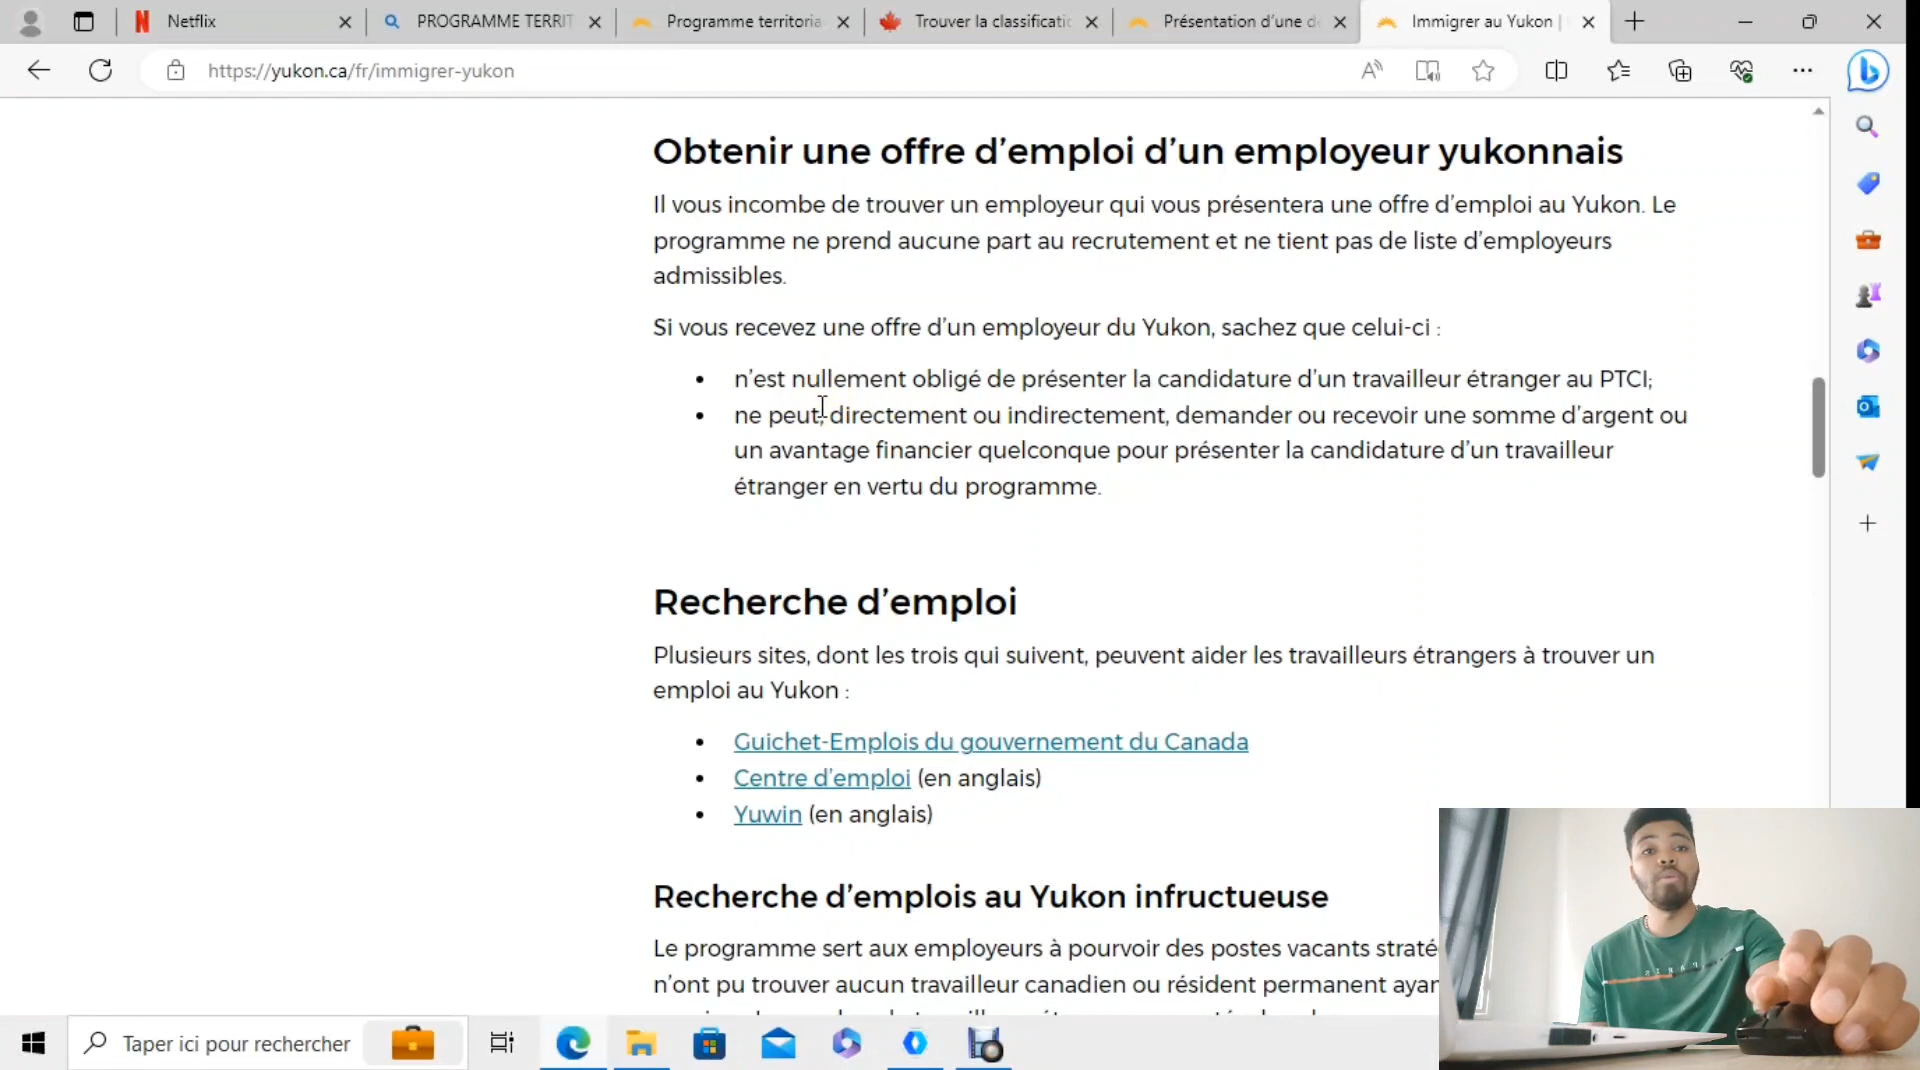 Netflix
PROGRAMME TERRIT
Programme territoria
Trouver la classificatio
Présentation d'une de
Immigrer au Yukon |
https://yukon.ca/fr/immigrer-yukon
Obtenir une offre d'emploi d'un employeur yukonnais
Il vous incombe de trouver un employeur qui vous présentera une offre d'emploi au Yukon. Le
programme ne prend aucune part au recrutement et ne tient pas de liste d'employeurs
admissibles.
Si vous recevez une offre d'un employeur du Yukon, sachez que celui-ci :
• n'est nullement obligé de présenter la candidature d'un travailleur étranger au PTCI;
• ne peut, directement ou indirectement, demander ou recevoir une somme d'argent ou
un avantage financier quelconque pour présenter la candidature d'un travailleur
étranger en vertu du programme.
Recherche d'emploi
Plusieurs sites, dont les trois qui suivent, peuvent aider les travailleurs étrangers à trouver un
emploi au Yukon :
• Guichet-Emplois du gouvernement du Canada
• Centre d'emploi (en anglais)
• Yuwin (en anglais)
Recherche d'emplois au Yukon infructueuse
Le programme sert aux employeurs à pourvoir des postes vacants straté
n'ont pu trouver aucun travailleur canadien ou résident permanent ayan
Taper ici pour rechercher